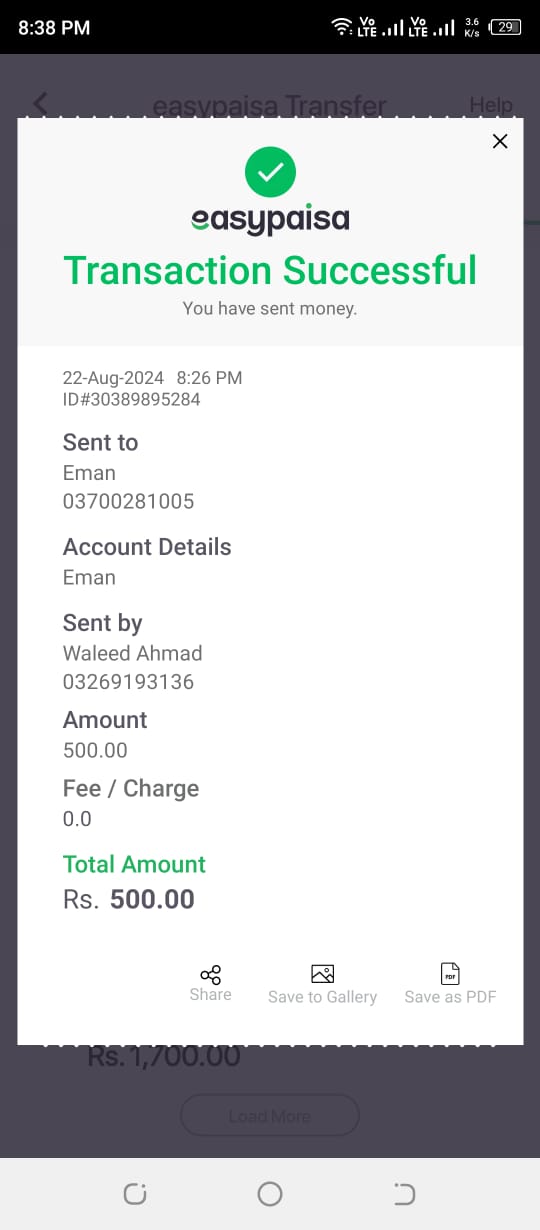 8:38 PM
Vo LTE Vo LTE 3.6 K/s 29
easypaisa Transfer Help
easypaisa
Transaction Successful
You have sent money.
22-Aug-2024 8:26 PM
ID#30389895284
Sent to
Eman
03700281005
Account Details
Eman
Sent by
Waleed Ahmad
03269193136
Amount
500.00
Fee / Charge
0.0
Total Amount
Rs. 500.00
PDF
Share Save to Gallery Save as PDF
Rs. 1,700.00
Load More